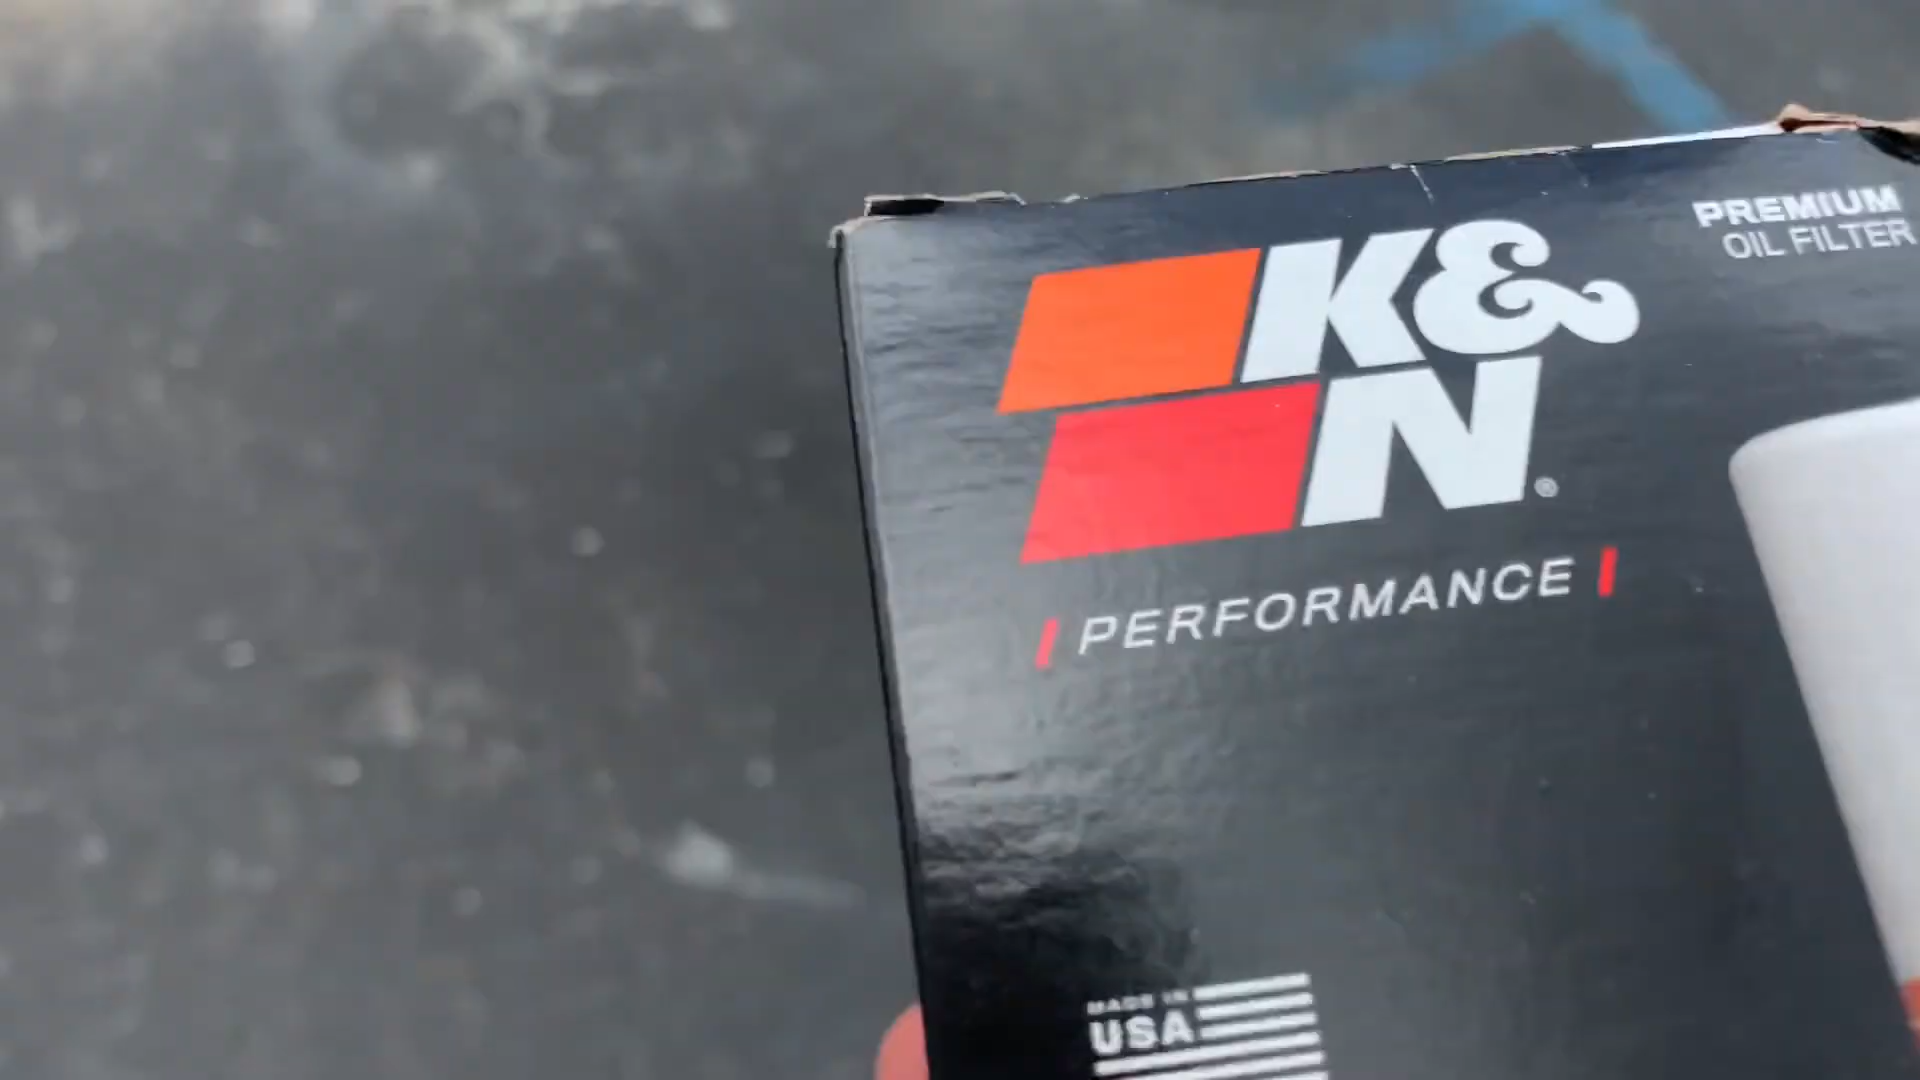 PREMIUM
OIL FILTER
K&
N®
PERFORMANCE
MADE IN
USA